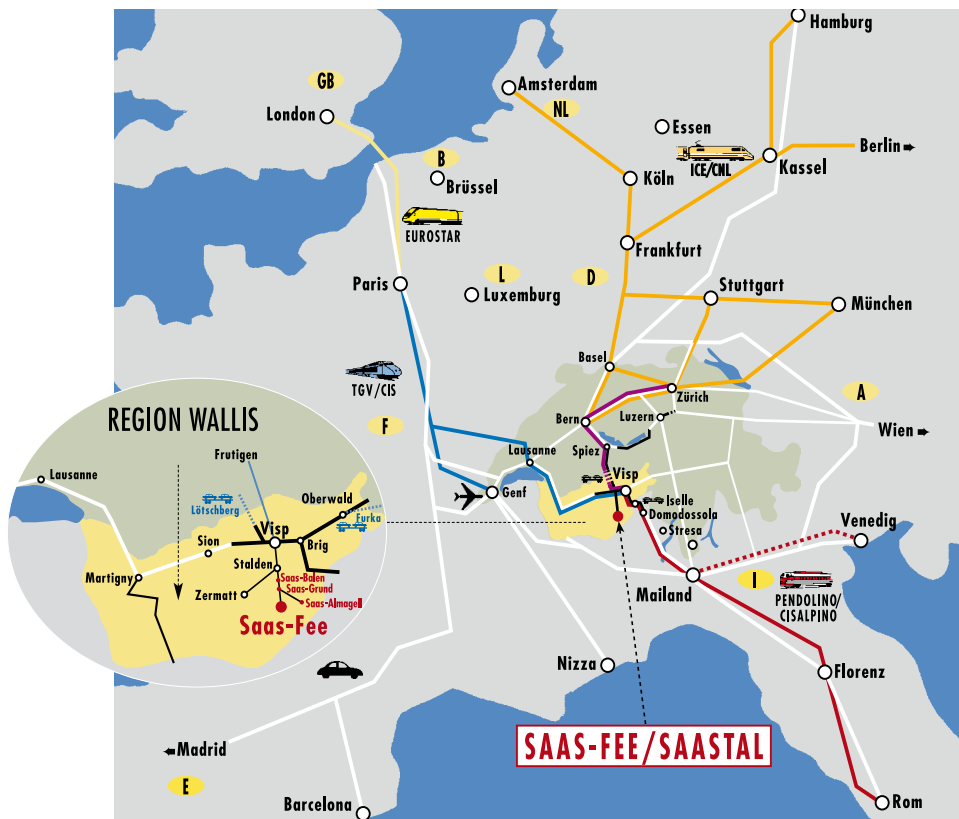 Hamburg
GB
Amsterdam
NL
London
Essen
ICE/CNL
Kassel
Berlin
B
Brüssel
Köln
EUROSTAR
Frankfurt
Paris
L
Luxemburg
D
Stuttgart
München
Basel
TGV/CIS
Zürich
A
F
Bern
Luzern
Wien
REGION WALLIS
Frutigen
Lausanne
Spiez
Lausanne
Visp
Genf
Iselle
Domodossola
Stresa
Venedig
Oberwald
Lötschberg
Furka
Visp
Sion
Brig
Stalden
Martigny
Saas-Balen
Saas-Grund
Zermatt
Saas-Almagell
Saas-Fee
Mailand
I
PENDOLINO/
CISALPINO
Nizza
Florenz
SAAS-FEE/SAASTAL
Madrid
E
Barcelona
Rom